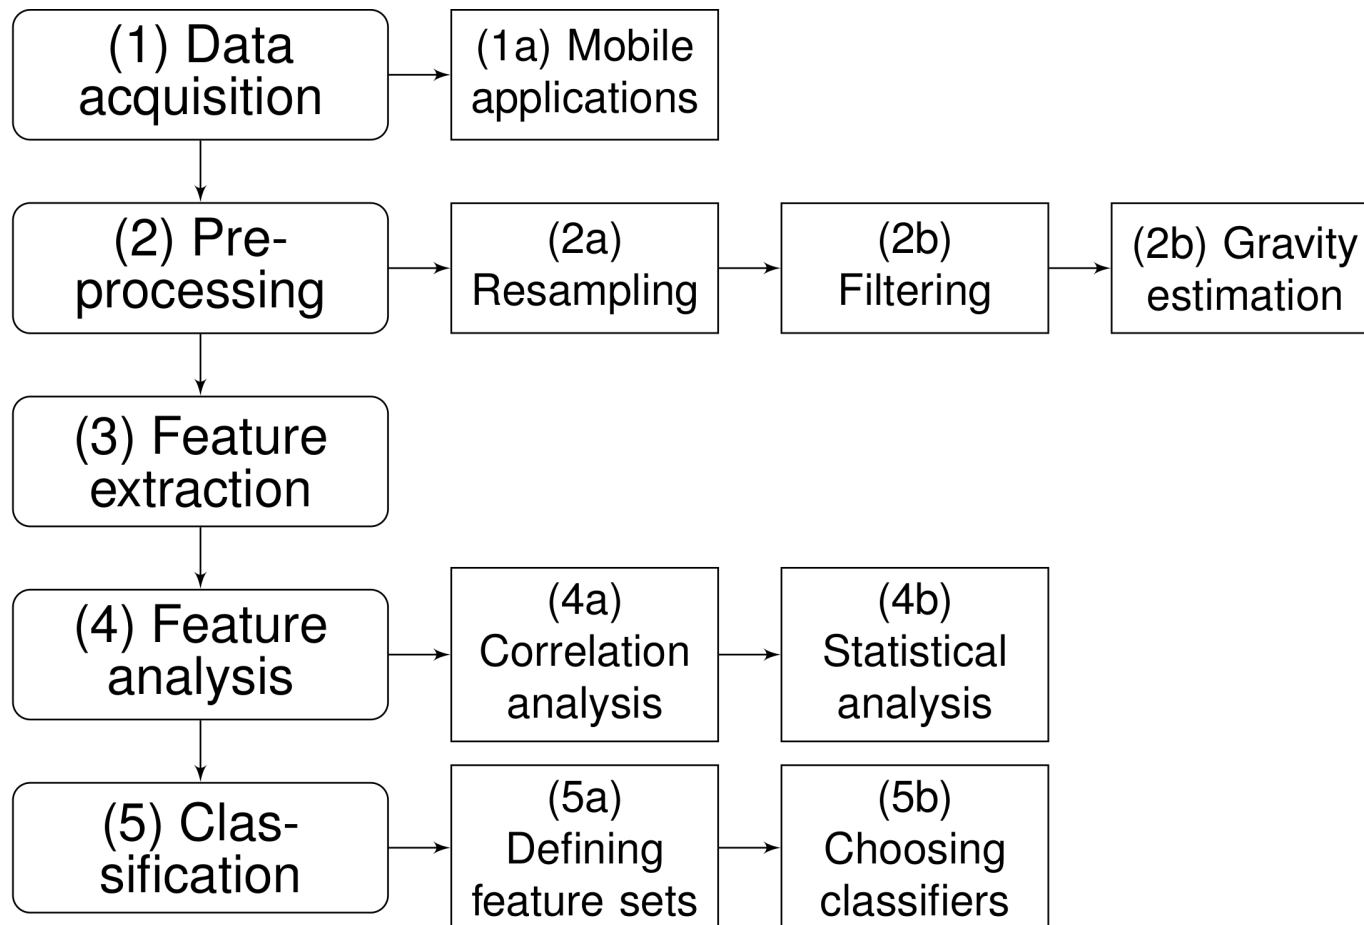 (1) Data
acquisition
(1a) Mobile
applications
(2) Pre-
processing
(2a)
Resampling
(2b)
Filtering
(2b) Gravity
estimation
(3) Feature
extraction
(4) Feature
analysis
(4a)
Correlation
analysis
(4b)
Statistical
analysis
(5) Clas-
sification
(5a)
Defining
feature sets
(5b)
Choosing
classifiers